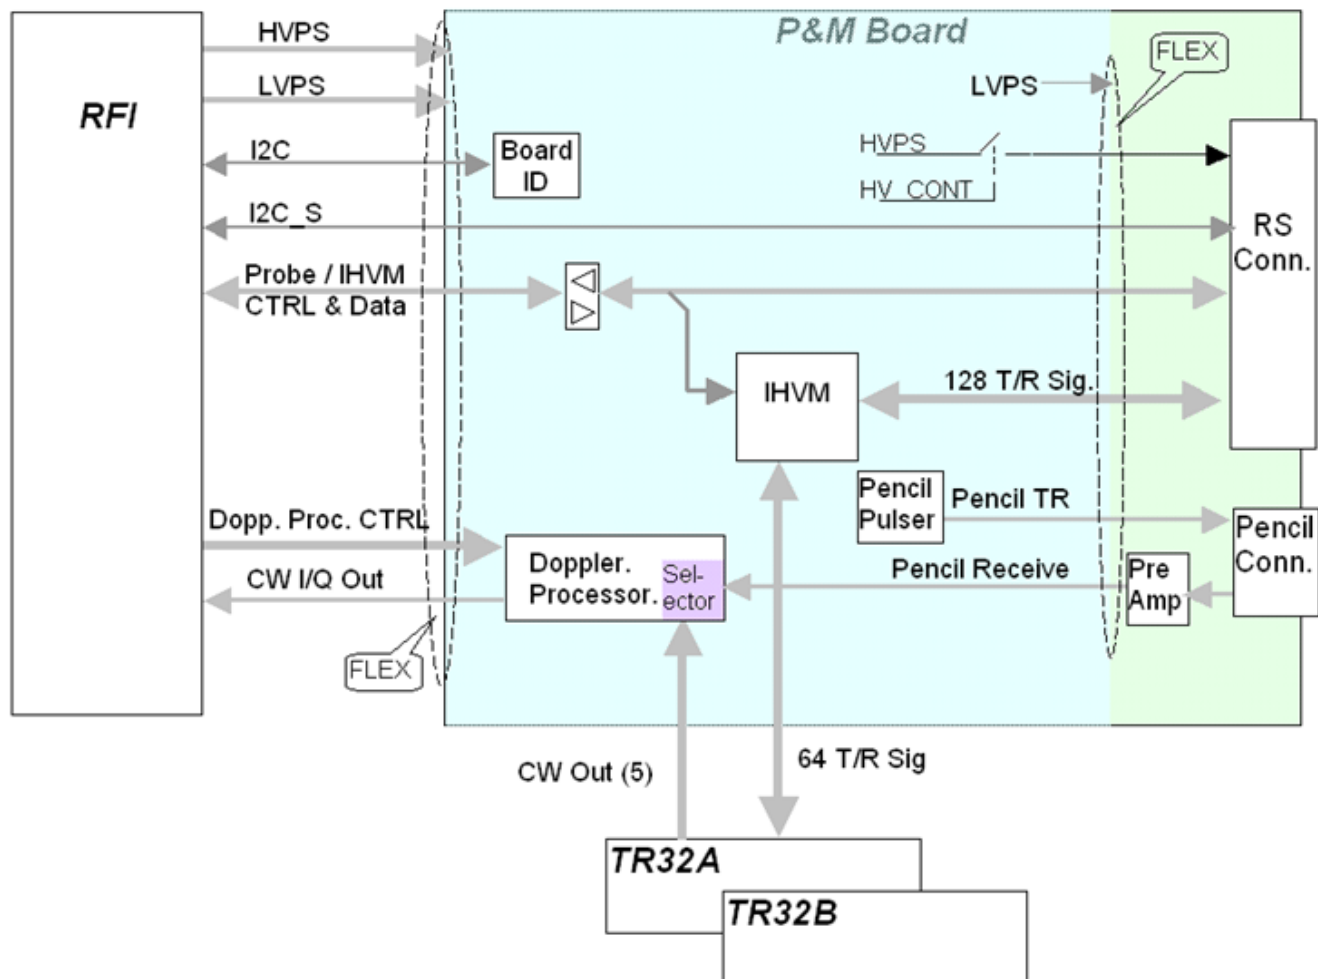 P&M Board
HVPS
LVPS
RFI
I2C
Board
ID
I2C_S
Probe / IHVM
CTRL & Data
LVPS
FLEX
HVPS
HV_CONT
RS
Conn.
IHVM
128 T/R Sig.
Pencil
Pulser
Pencil TR
Pencil
Conn.
Dopp. Proc. CTRL
Doppler.
Processor.
Sel-
ector
Pencil Receive
Pre
Amp
CW I/Q Out
FLEX
CW Out (5)
64 T/R Sig
TR32A
TR32B